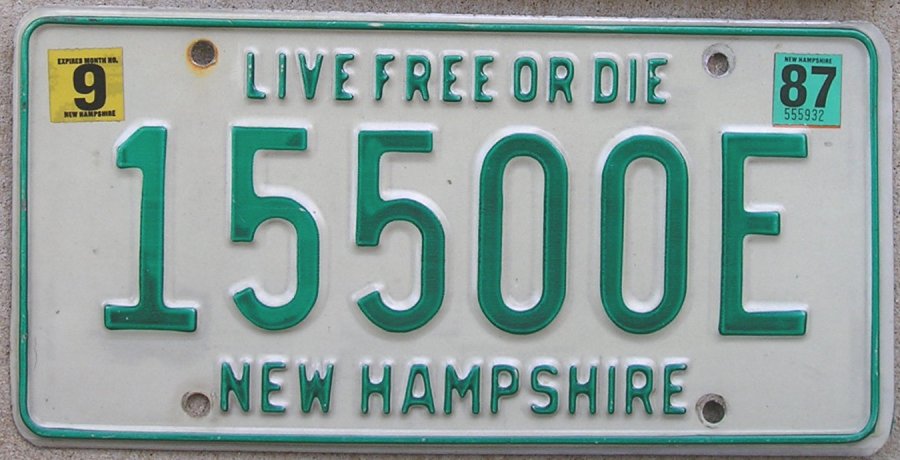 EXPIRES MONTH NO.
9
NEW HAMPSHIRE
LIVE FREE OR DIE
NEW HAMPSHIRE
87
555932
15500E
NEW HAMPSHIRE